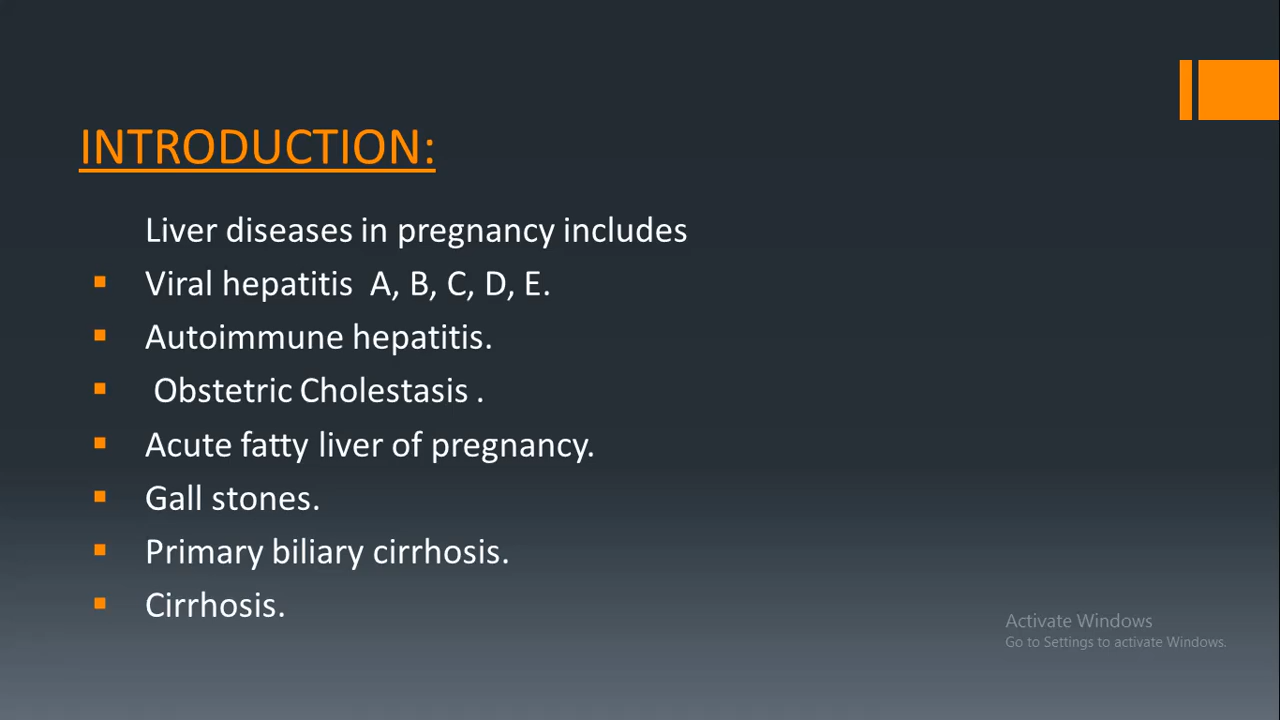 INTRODUCTION:
Liver diseases in pregnancy includes
▪ Viral hepatitis  A, B, C, D, E.
▪ Autoimmune hepatitis.
▪ Obstetric Cholestasis .
▪ Acute fatty liver of pregnancy.
▪ Gall stones.
▪ Primary biliary cirrhosis.
▪ Cirrhosis.
Activate Windows
Go to Settings to activate Windows.